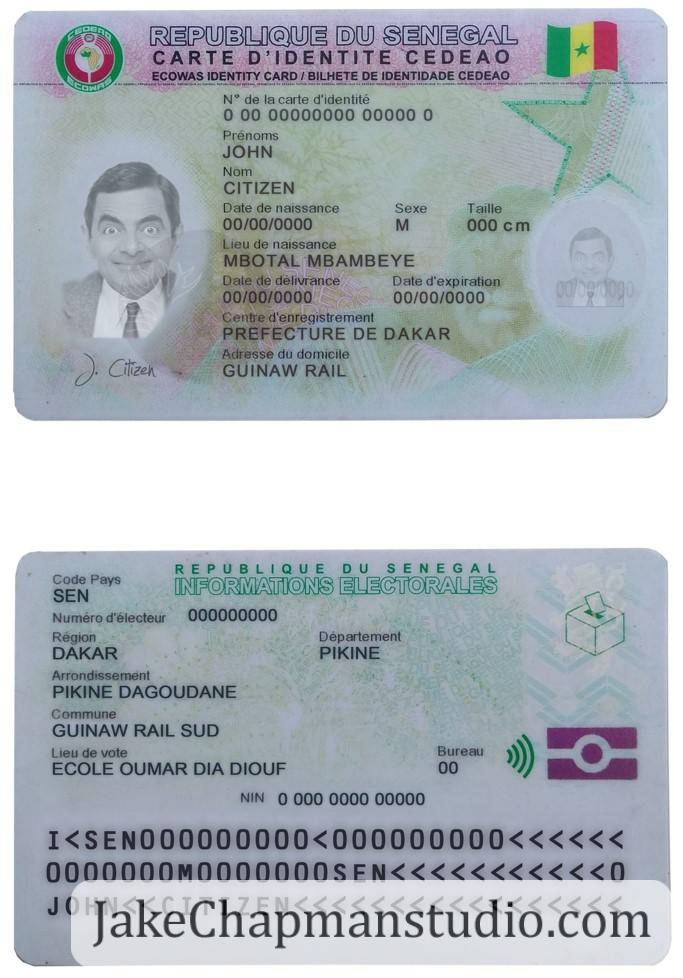 CEDEAO
ECOWAS
REPUBLIQUE DU SENEGAL
CARTE D'IDENTITE CEDEAO
ECOWAS IDENTITY CARD / BILHETE DE IDENTIDADE CEDEAO
N° de la carte d'identité
0 00 00000000 00000 0
Prénoms
JOHN
Nom
CITIZEN
Date de naissance Sexe Taille
00/00/0000 M 000 cm
Lieu de naissance
MBOTAL MBAMBEYE
Date de délivrance Date d'expiration
00/00/0000 00/00/0000
00/00/0000
Centre d'enregistrement
PREFECTURE DE DAKAR
Adresse du domicile
GUINAW RAIL
J. Citizen
REPUBLIQUE DU SENEGAL
INFORMATIONS ELECTORALES
Code Pays
SEN
Numéro d'électeur 000000000
Région Département
DAKAR PIKINE
Arrondissement
PIKINE DAGOUDANE
Commune
GUINAW RAIL SUD
Lieu de vote Bureau
ECOLE OUMAR DIA DIOUF 00
NIN 0 000 0000 00000
I<SEN000000000<000000000<<<<<<
0000000M0000000SEN<<<<<<<<<<<0
JOHN<<CITIZEN<<<<<<<<<<<<<<<<<
JakeChapmanstudio.com